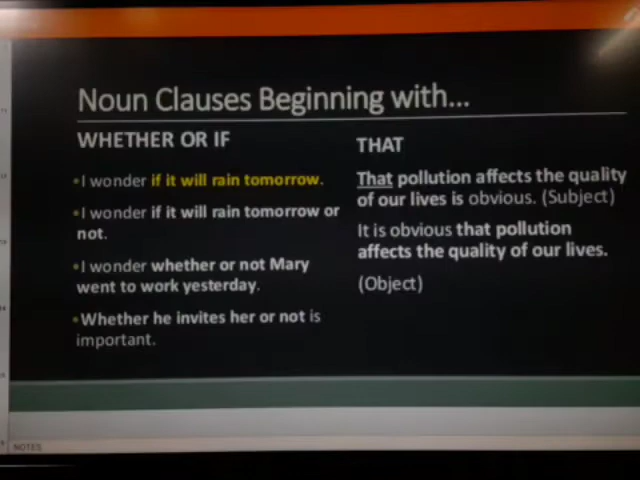 Noun Clauses Beginning with...
WHETHER OR IF
•I wonder if it will rain tomorrow.
•I wonder if it will rain tomorrow or
not.
•I wonder whether or not Mary
went to work yesterday.
•Whether he invites her or not is
important.
THAT
That pollution affects the quality
of our lives is obvious. (Subject)
It is obvious that pollution
affects the quality of our lives.
(Object)
NOTES